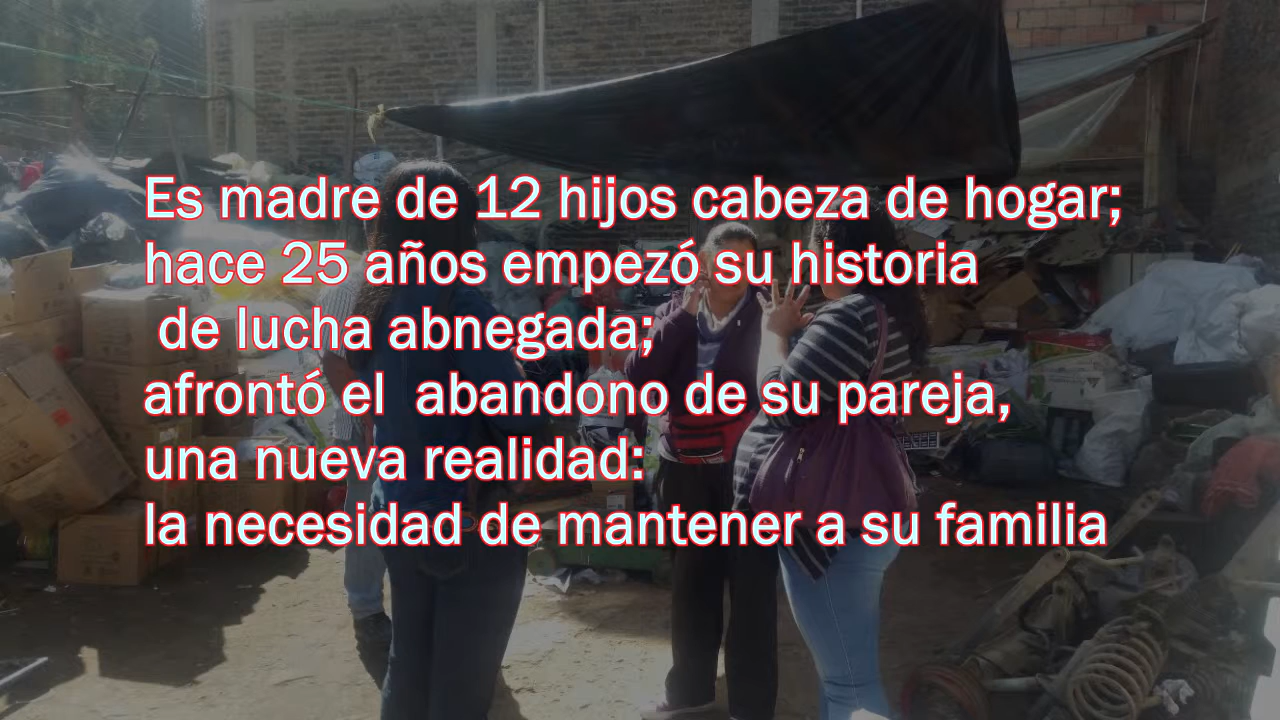 Es madre de 12 hijos cabeza de hogar;
hace 25 años empezó su historia
de lucha abnegada;
afrontó el  abandono de su pareja,
una nueva realidad:
la necesidad de mantener a su familia